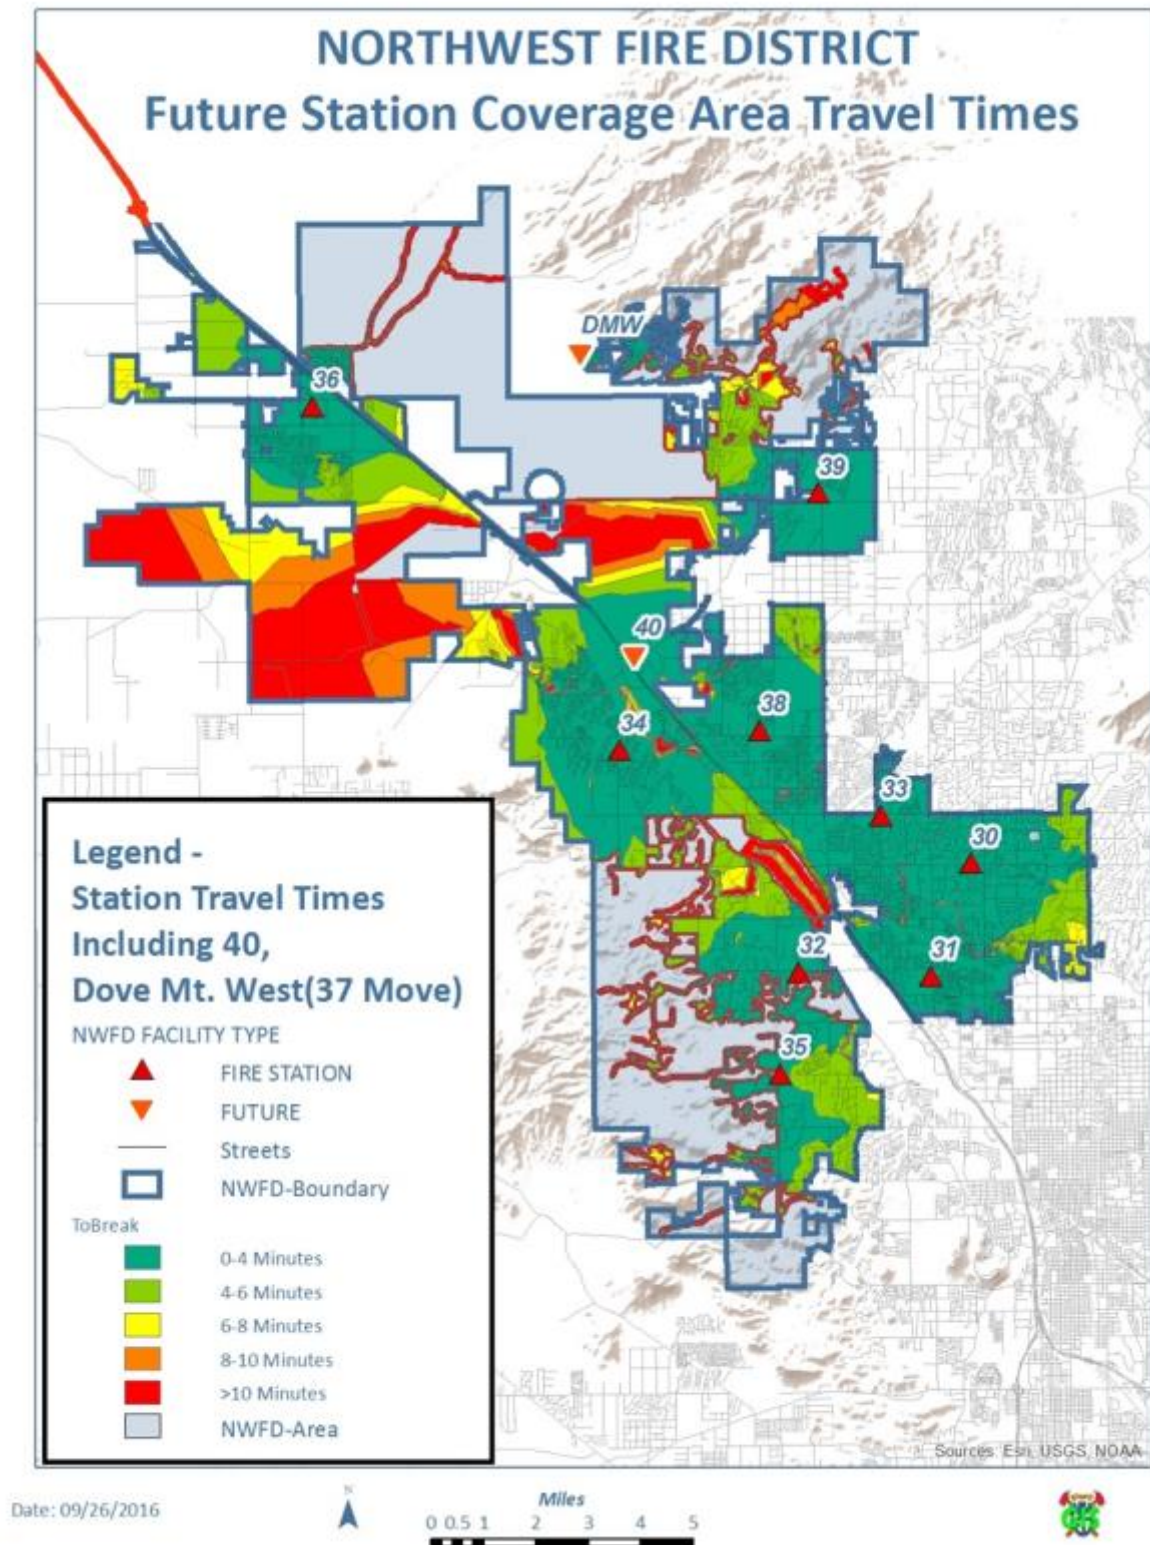 NORTHWEST FIRE DISTRICT
Future Station Coverage Area Travel Times
DMW
36
39
40
38
34
33
30
32
31
35
Legend -
Station Travel Times
Including 40,
Dove Mt. West(37 Move)
NWFD FACILITY TYPE
FIRE STATION
FUTURE
Streets
NWFD-Boundary
ToBreak
0-4 Minutes
4-6 Minutes
6-8 Minutes
8-10 Minutes
>10 Minutes
NWFD-Area
Sources: Esri, USGS, NOAA
Date: 09/26/2016
N
Miles
0 0.5 1 2 3 4 5